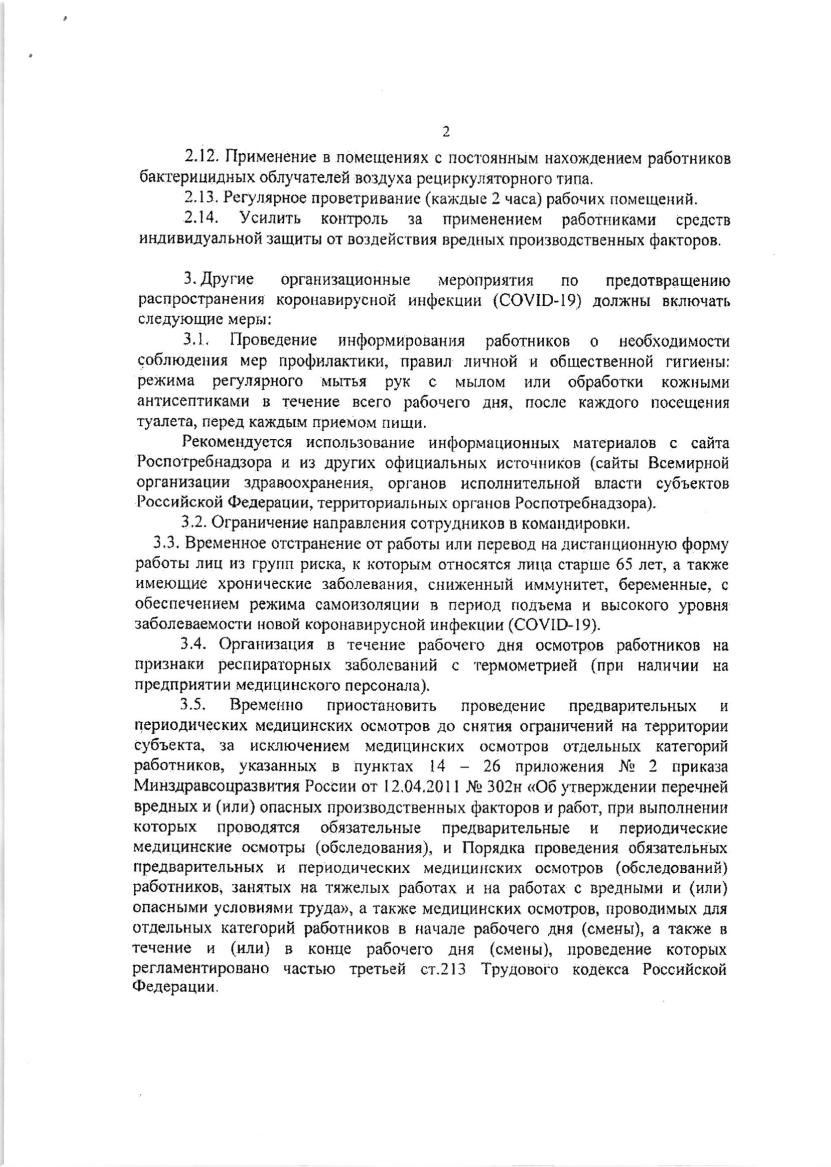 2
2.12. Применение в помещениях с постоянным нахождением работников
бактерицидных облучателей воздуха рециркуляторного типа.
2.13. Регулярное проветривание (каждые 2 часа) рабочих помещений.
2.14. Усилить контроль за применением работниками средств
индивидуальной защиты от воздействия вредных производственных факторов.
3. Другие организационные мероприятия по предотвращению
распространения коронавирусной инфекции (COVID-19) должны включать
следующие меры:
3.1. Проведение информирования работников о необходимости
соблюдения мер профилактики, правил личной и общественной гигиены:
режима регулярного мытья рук с мылом или обработки кожными
антисептиками в течение всего рабочего дня, после каждого посещения
туалета, перед каждым приемом пищи.
Рекомендуется использование информационных материалов с сайта
Роспотребнадзора и из других официальных источников (сайты Всемирной
организации здравоохранения, органов исполнительной власти субъектов
Российской Федерации, территориальных органов Роспотребнадзора).
3.2. Ограничение направления сотрудников в командировки.
3.3. Временное отстранение от работы или перевод на дистанционную форму
работы лиц из групп риска, к которым относятся лица старше 65 лет, а также
имеющие хронические заболевания, сниженный иммунитет, беременные, с
обеспечением режима самоизоляции в период подъема и высокого уровня
заболеваемости новой коронавирусной инфекции (COVID-19).
3.4. Организация в течение рабочего дня осмотров работников на
признаки респираторных заболеваний с термометрией (при наличии на
предприятии медицинского персонала).
3.5. Временно приостановить проведение предварительных и
периодических медицинских осмотров до снятия ограничений на территории
субъекта, за исключением медицинских осмотров отдельных категорий
работников, указанных в пунктах 14 – 26 приложения № 2 приказа
Минздравсоцразвития России от 12.04.2011 № 302н «Об утверждении перечней
вредных и (или) опасных производственных факторов и работ, при выполнении
которых проводятся обязательные предварительные и периодические
медицинские осмотры (обследования), и Порядка проведения обязательных
предварительных и периодических медицинских осмотров (обследований)
работников, занятых на тяжелых работах и на работах с вредными и (или)
опасными условиями труда», а также медицинских осмотров, проводимых для
отдельных категорий работников в начале рабочего дня (смены), а также в
течение и (или) в конце рабочего дня (смены), проведение которых
регламентировано частью третьей ст.213 Трудового кодекса Российской
Федерации.